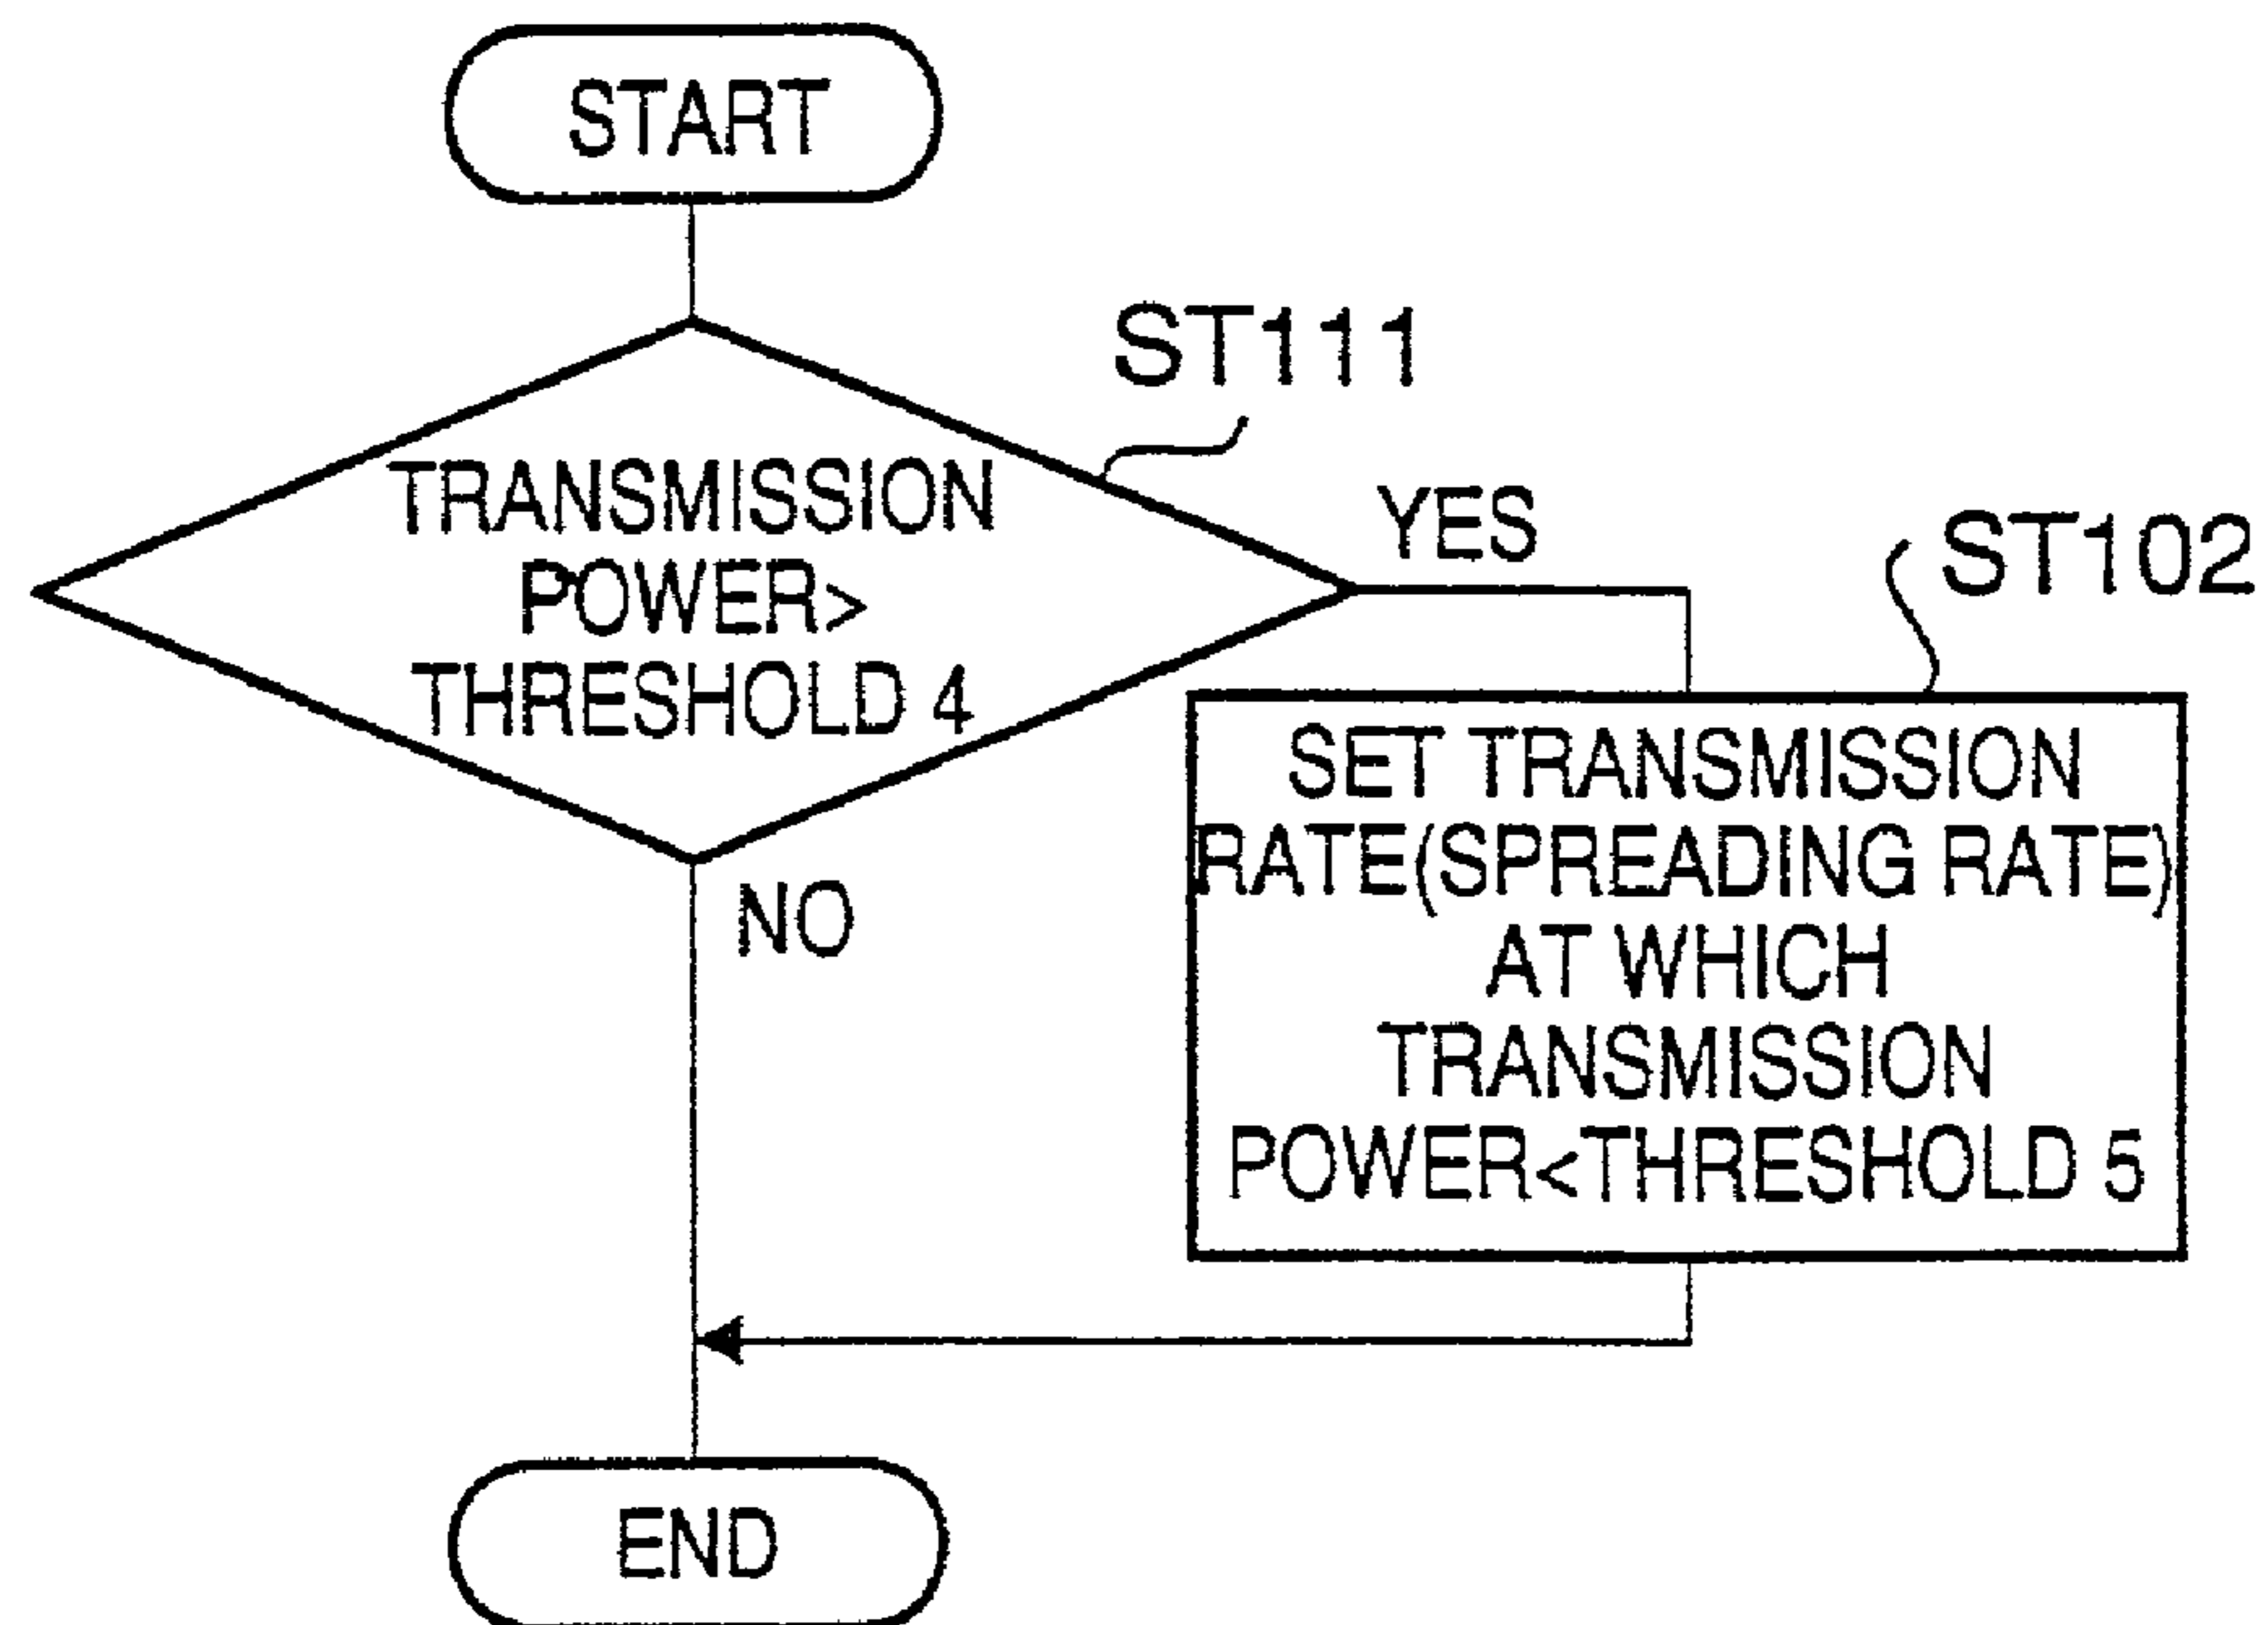 START
ST111
TRANSMISSION
POWER>
THRESHOLD 4
YES
ST102
NO
SET TRANSMISSION
RATE(SPREADING RATE)
AT WHICH
TRANSMISSION
POWER<THRESHOLD 5
END